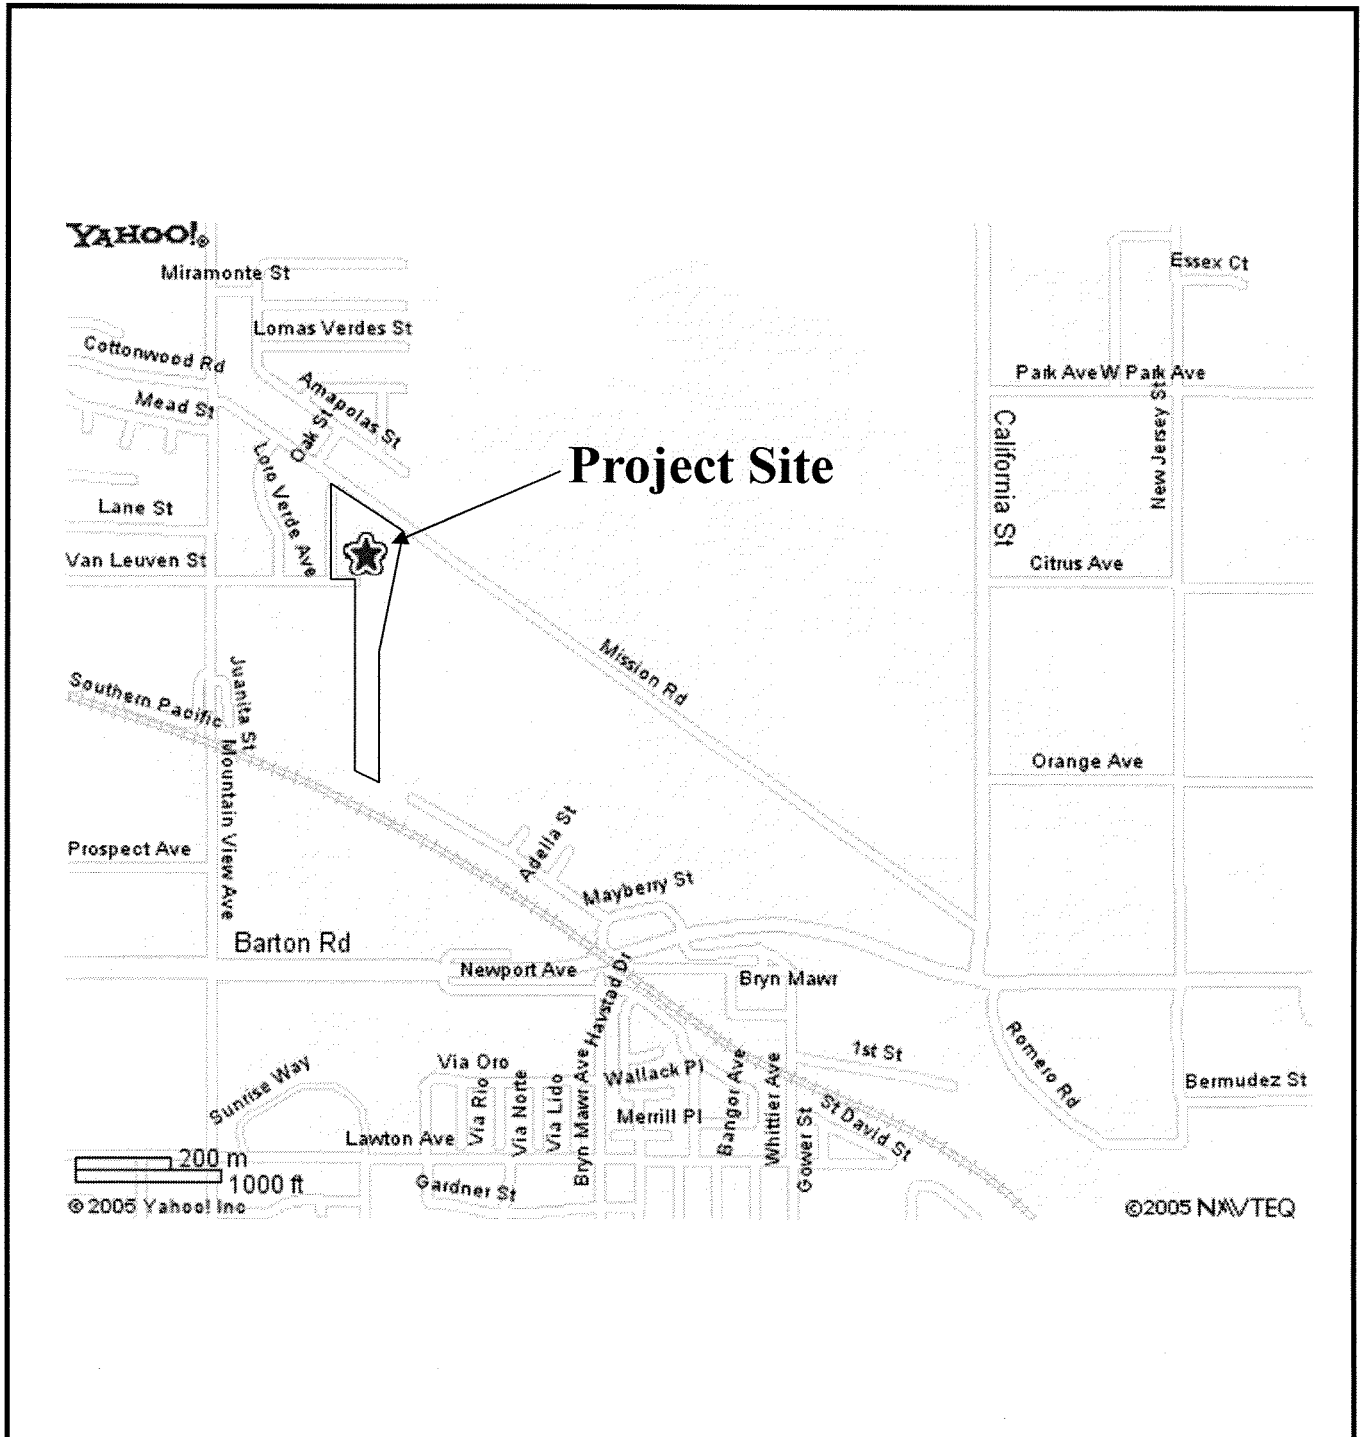 YAHOO!®
Miramonte St
Essex Ct
Lomas Verdes St
Cottonwood Rd
Park Ave W Park Ave
Amapolas St
Mead St
Oak St
California St
New Jersey St
Loro Verde Ave
Project Site
Lane St
Van Leuven St
Citrus Ave
Mission Rd
Juanita St
Southern Pacific
Mountain View Ave
Orange Ave
Adella St
Prospect Ave
Mayberry St
Barton Rd
Newport Ave
Havstad Dr
Bryn Mawr
Romero Rd
1st St
Via Oro
Wallack Pl
Sunrise Way
Via Rio
Via Norte
Via Lido
Bryn Mawr Ave
Bangor Ave
Whittier Ave
Bermudez St
Merrill Pl
St David St
Gower St
Lawton Ave
200 m
1000 ft
Gardner St
© 2005 Yahoo! Inc
©2005 NAVTEQ